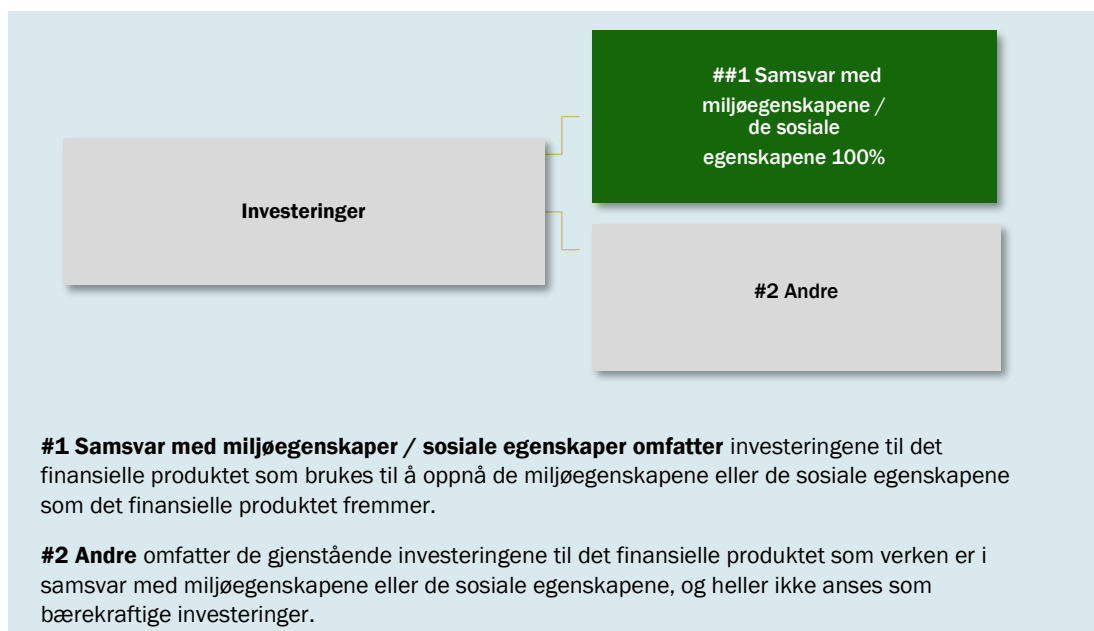 ##1 Samsvar med
miljøegenskapene /
de sosiale
egenskapene 100%
Investeringer
#2 Andre
#1 Samsvar med miljøegenskaper / sosiale egenskaper omfatter investeringene til det
finansielle produktet som brukes til å oppnå de miljøegenskapene eller de sosiale egenskapene
som det finansielle produktet fremmer.
#2 Andre omfatter de gjenstående investeringene til det finansielle produktet som verken er i
samsvar med miljøegenskapene eller de sosiale egenskapene, og heller ikke anses som
bærekraftige investeringer.